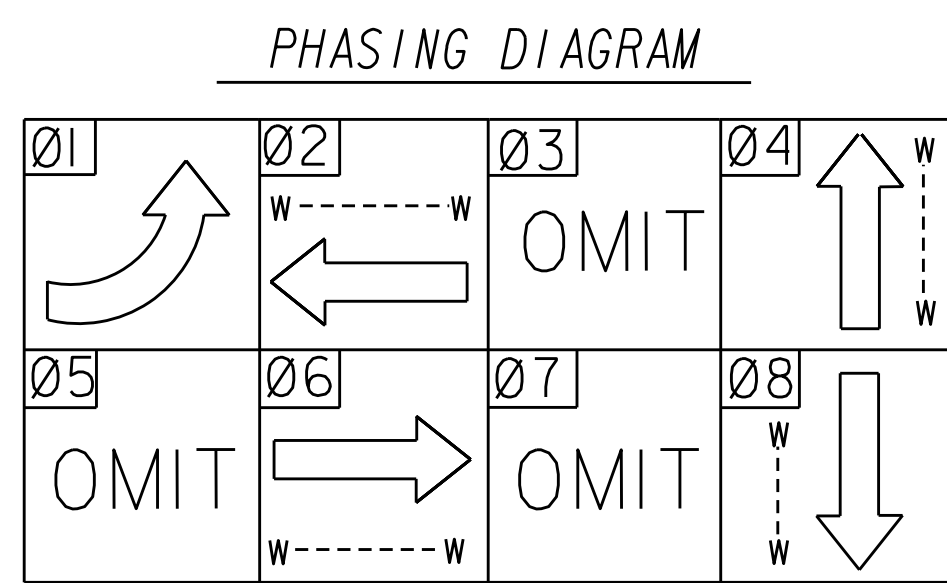 PHASING DIAGRAM
Ø1 Ø2 Ø3 Ø4
W W OMIT W
W
Ø5 Ø6 Ø7 Ø8
OMIT OMIT W
W W W